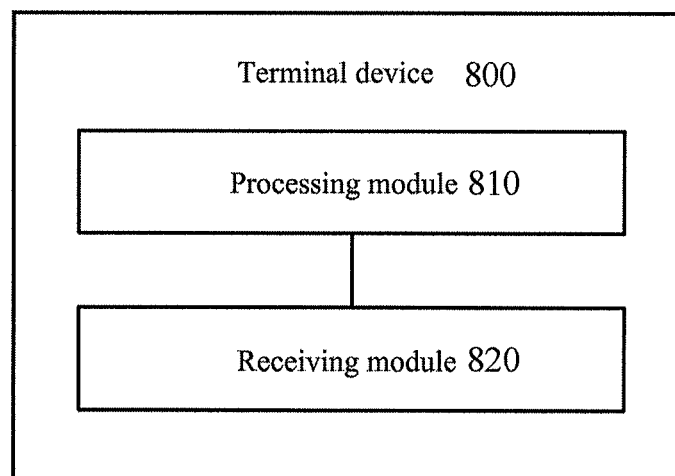 Terminal device 800
Processing module 810
Receiving module 820